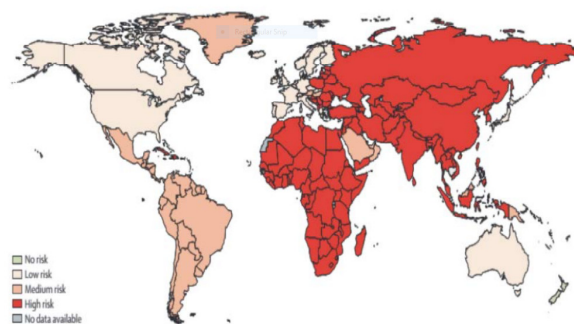 No risk
Low risk
Medium risk
High risk
No data available